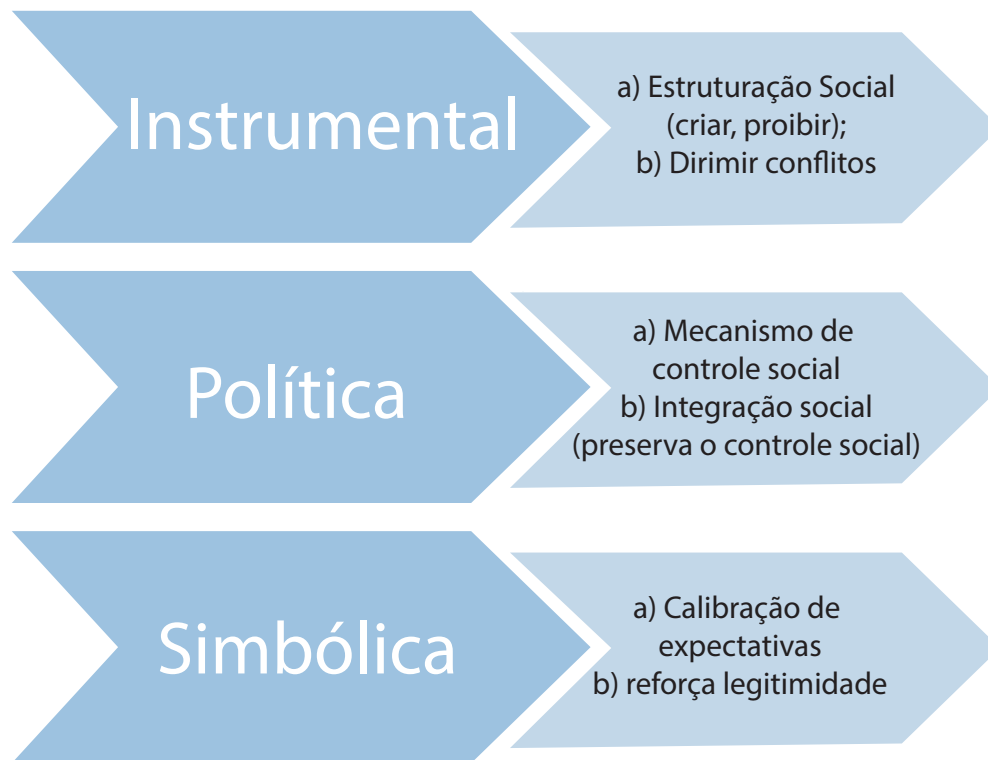 Instrumental
a) Estruturação Social
(criar, proibir);
b) Dirimir conflitos
Política
a) Mecanismo de
controle social
b) Integração social
(preserva o controle social)
Simbólica
a) Calibração de
expectativas
b) reforça legitimidade